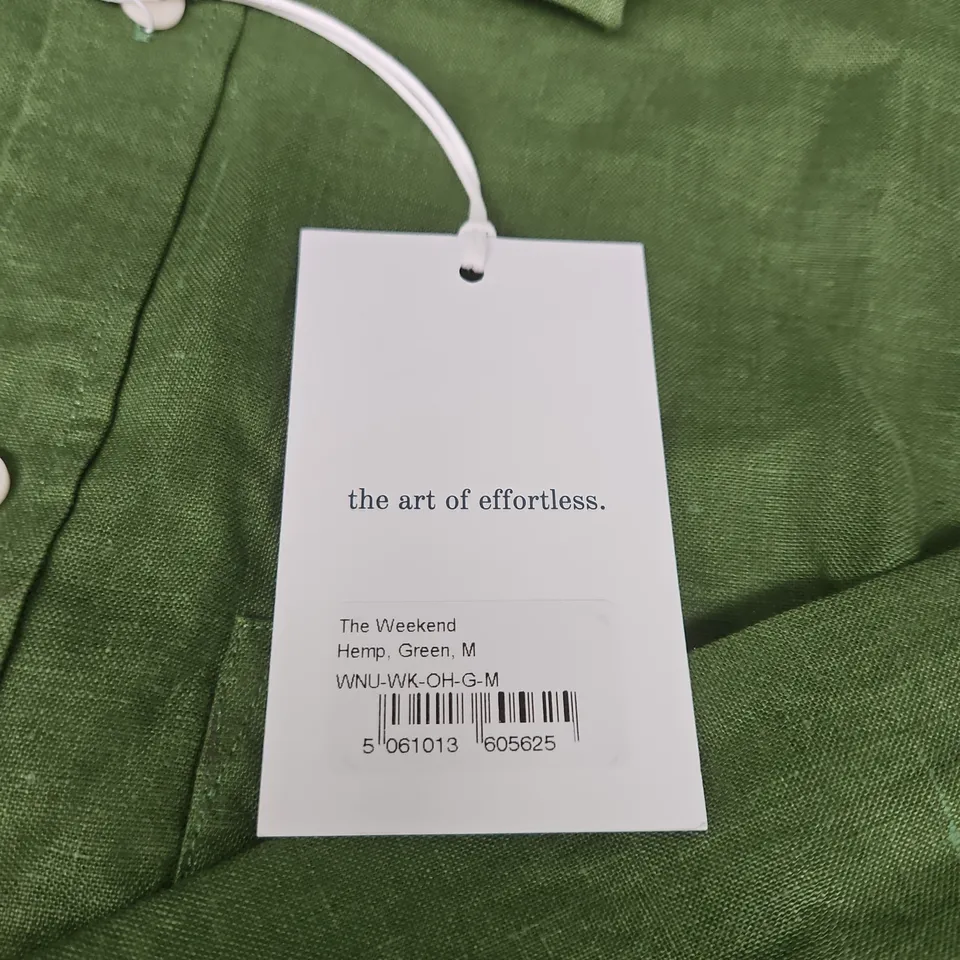 the art of effortless.
The Weekend
Hemp, Green, M
WNU-WK-OH-G-M
5 061013 605625